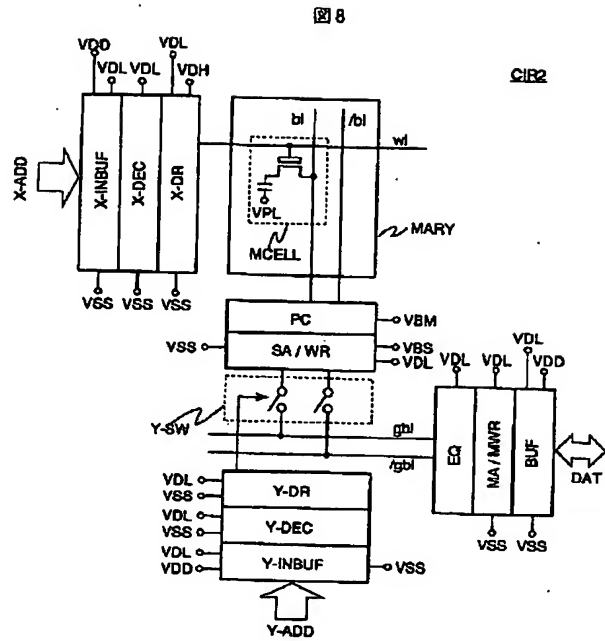 図 8
CIR2
VDD
VDL
VDL
VDL
VDH
X-ADD
X-INBUF
X-DEC
X-DR
VSS
VSS
VSS
bl
/bl
wl
VPL
MCELL
MARY
PC
VBM
VSS
SA / WR
VBS
VDL
Y-SW
gbl
/gbl
VDL
VDL
VDL
VDD
EQ
MA / MWR
BUF
DAT
VSS
VSS
VDL
VSS
Y-DR
VDL
VSS
Y-DEC
VDL
VDD
Y-INBUF
VSS
Y-ADD